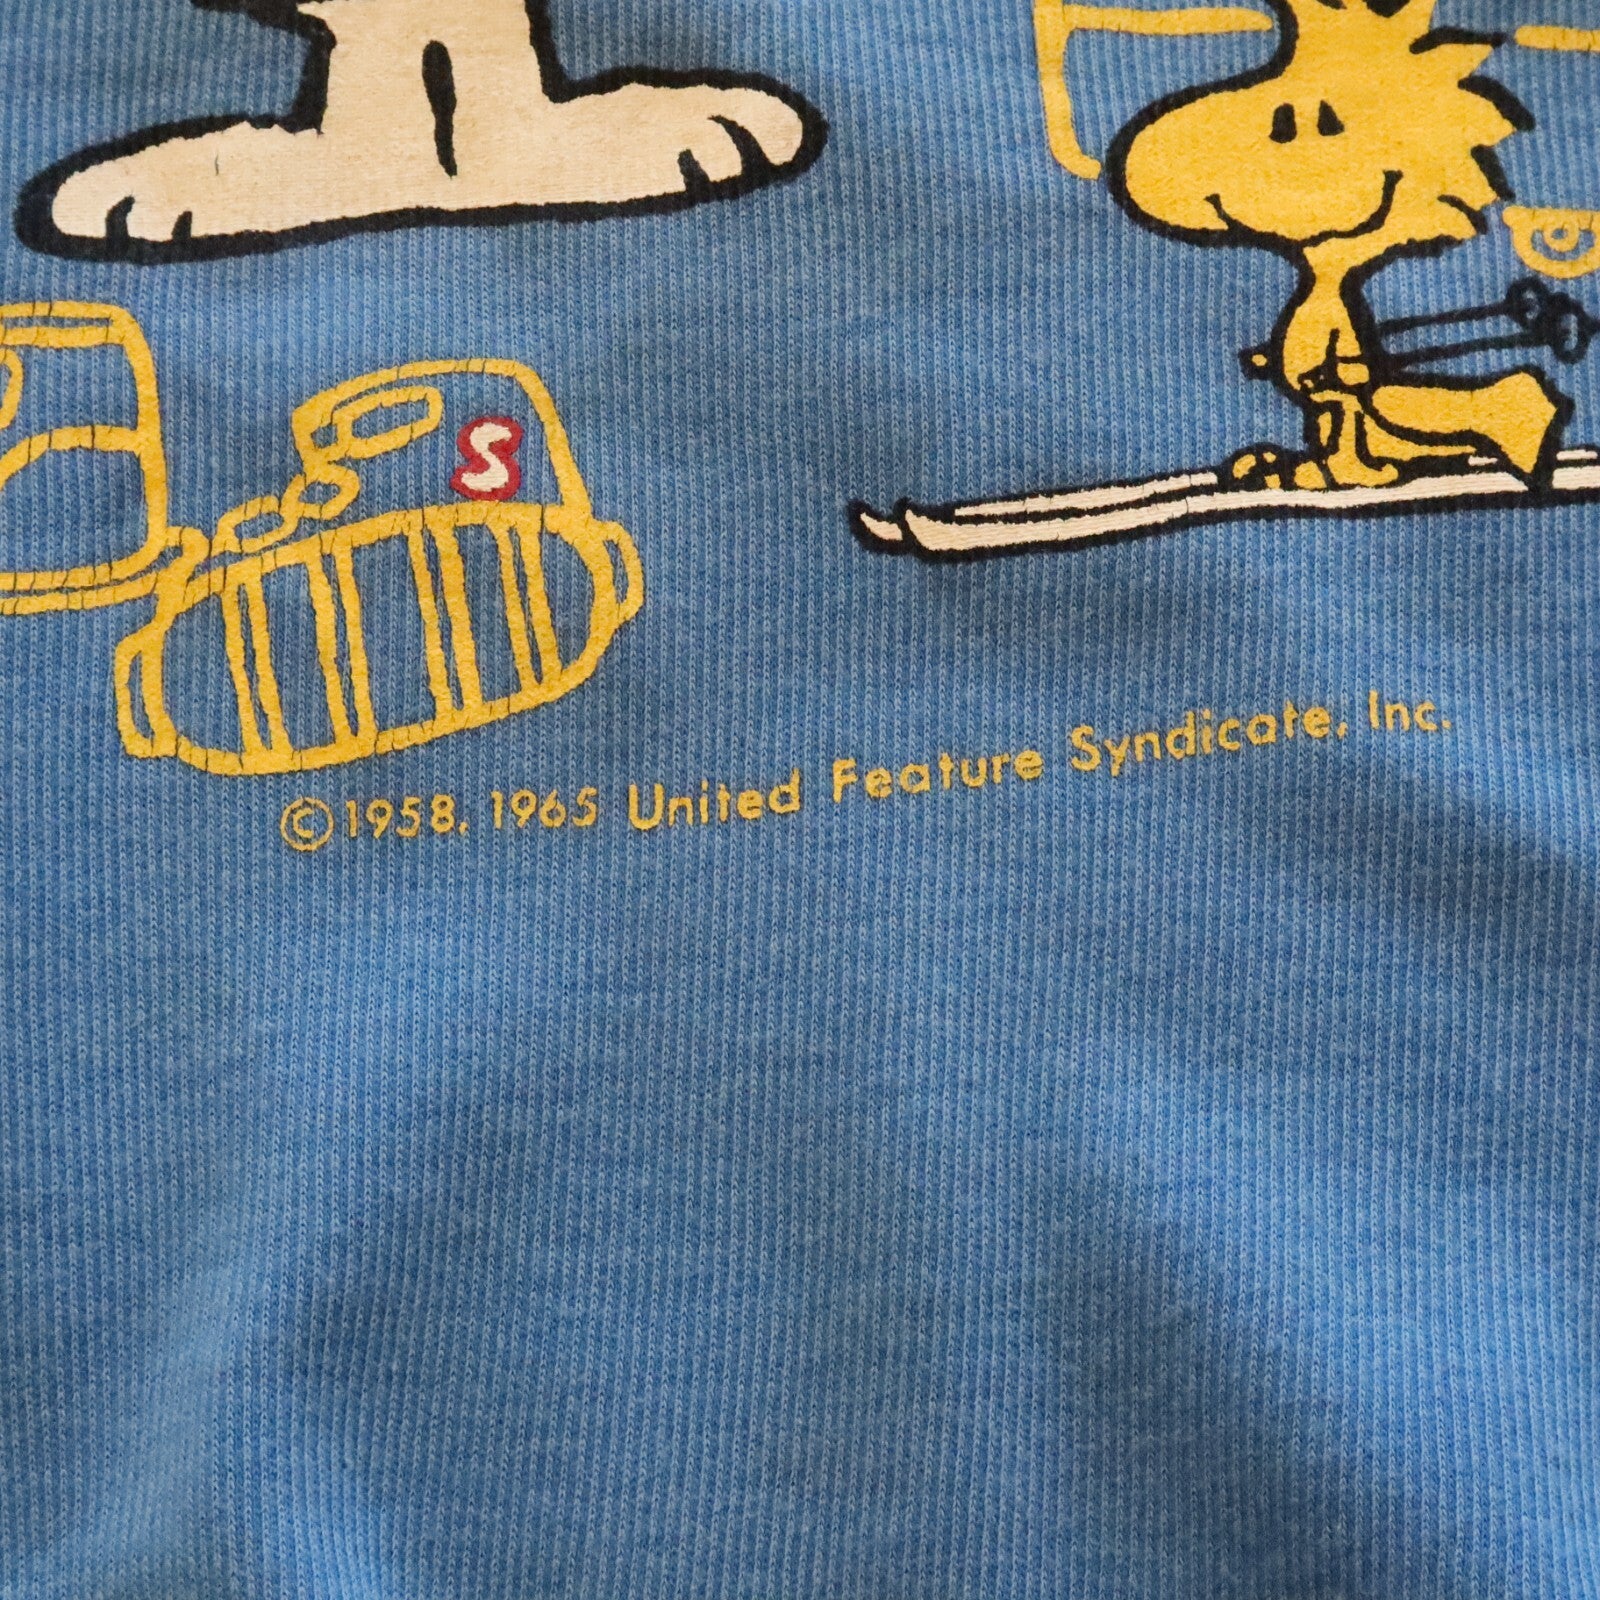 S
©1958, 1965 United Feature Syndicate, Inc.